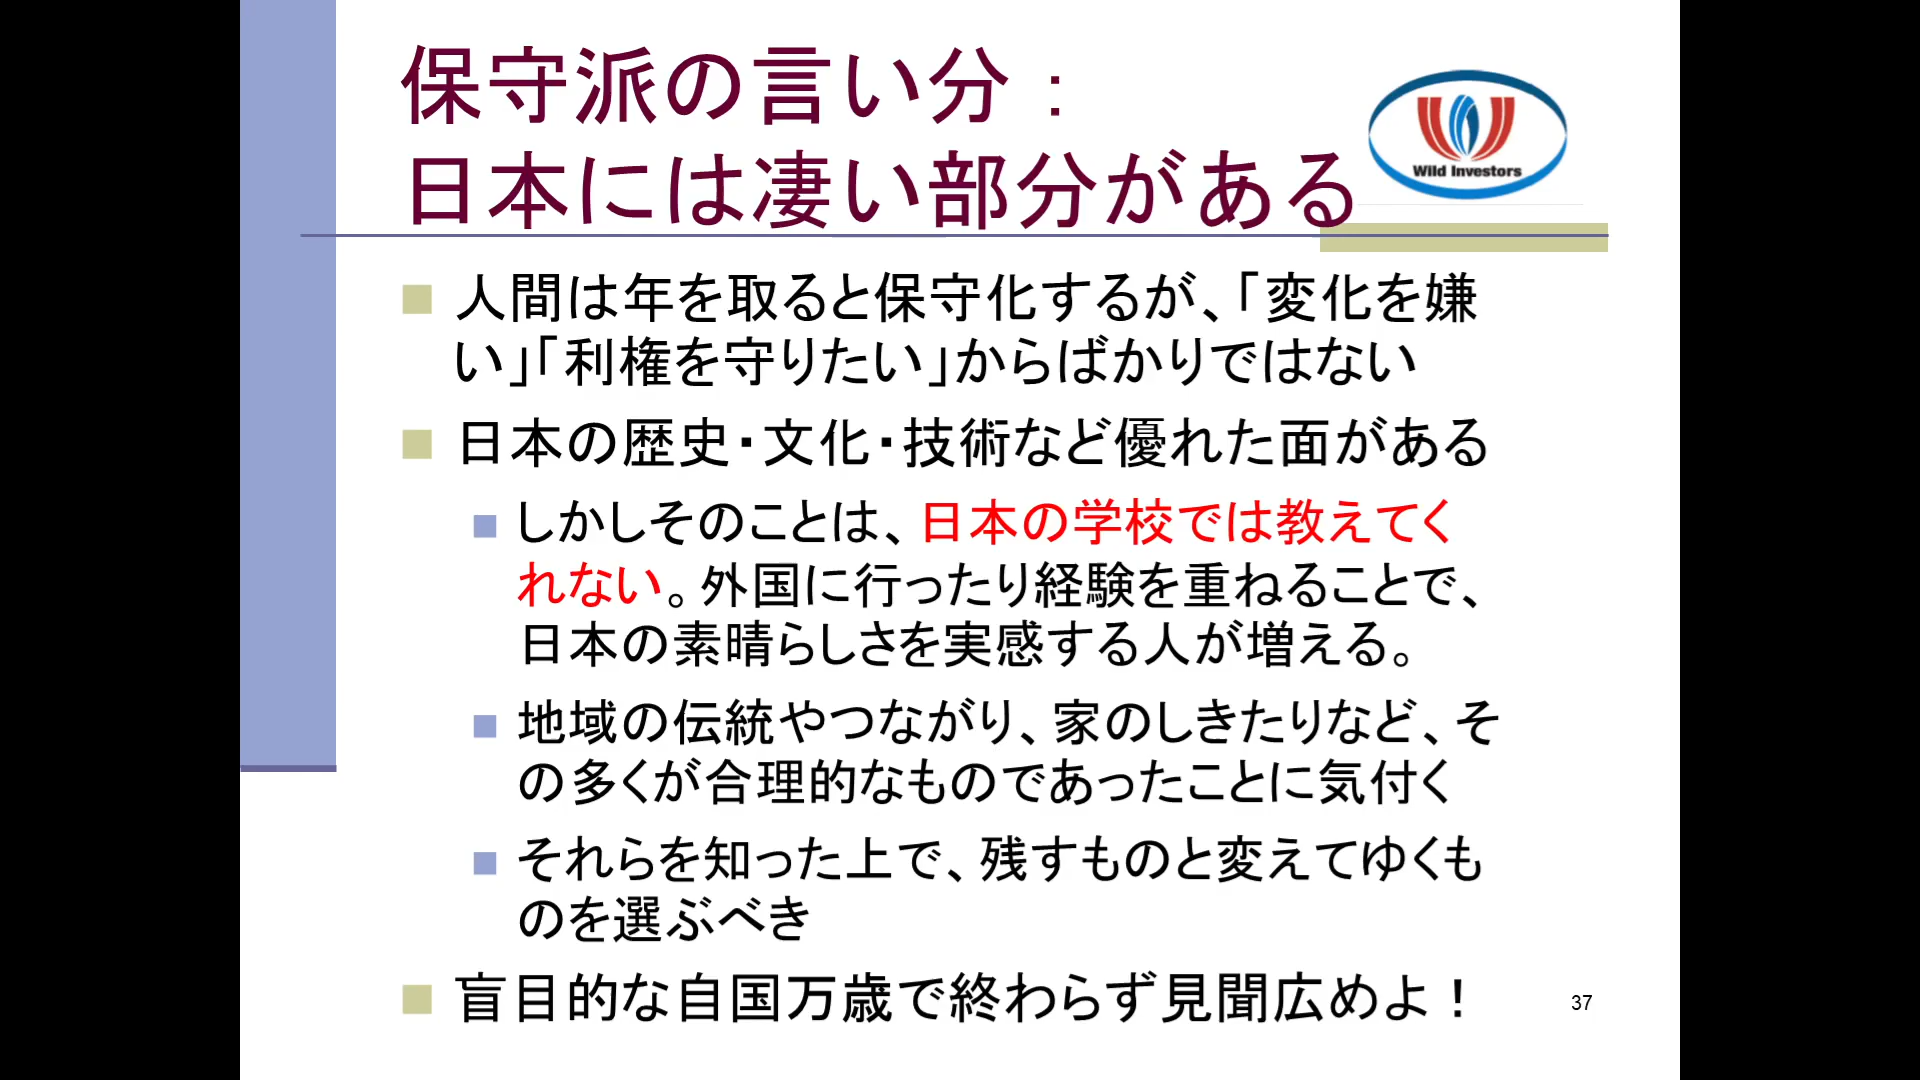 保守派の言い分：
日本には凄い部分がある
Wild Investors
人間は年を取ると保守化するが、「変化を嫌
い」「利権を守りたい」からばかりではない
日本の歴史・文化・技術など優れた面がある
しかしそのことは、日本の学校では教えてく
れない。外国に行ったり経験を重ねることで、
日本の素晴らしさを実感する人が増える。
地域の伝統やつながり、家のしきたりなど、そ
の多くが合理的なものであったことに気付く
それらを知った上で、残すものと変えてゆくも
のを選ぶべき
盲目的な自国万歳で終わらず見聞広めよ！
37